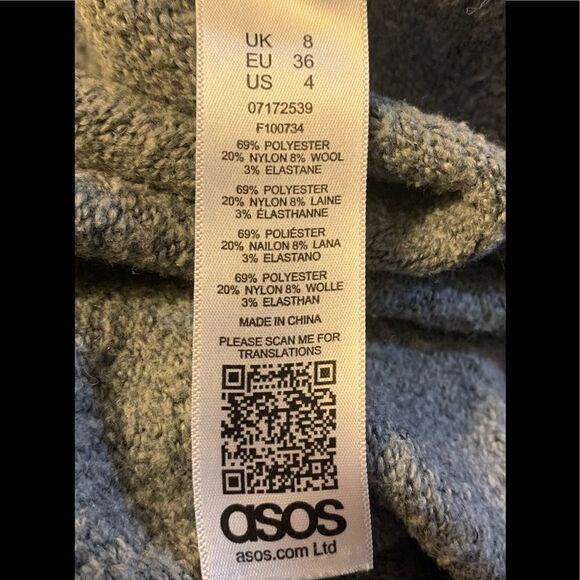 UK 8
EU 36
US 4
07172539
F100734
69% POLYESTER
20% NYLON 8% WOOL
3% ELASTANE
69% POLYESTER
20% NYLON 8% LAINE
3% ÉLASTHANNE
69% POLIÉSTER
20% NAILON 8% LANA
3% ELASTANO
69% POLYESTER
20% NYLON 8% WOLLE
3% ELASTHAN
MADE IN CHINA
PLEASE SCAN ME FOR
TRANSLATIONS
asos
asos.com Ltd